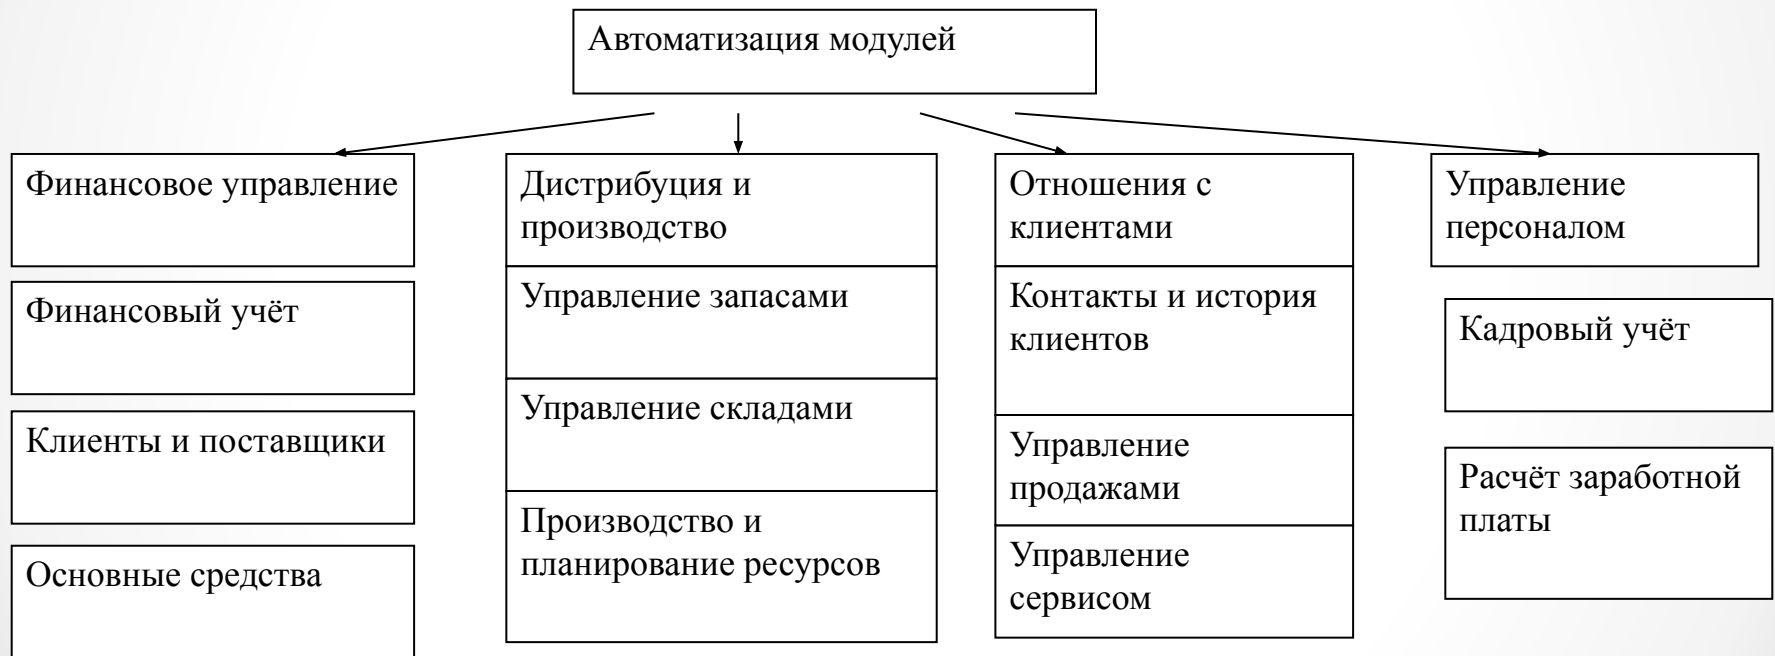 Автоматизация модулей
Финансовое управление
Финансовый учёт
Клиенты и поставщики
Основные средства
Дистрибуция и
производство
Управление запасами
Управление складами
Производство и
планирование ресурсов
Отношения с
клиентами
Контакты и история
клиентов
Управление
продажами
Управление
сервисом
Управление
персоналом
Кадровый учёт
Расчёт заработной
платы